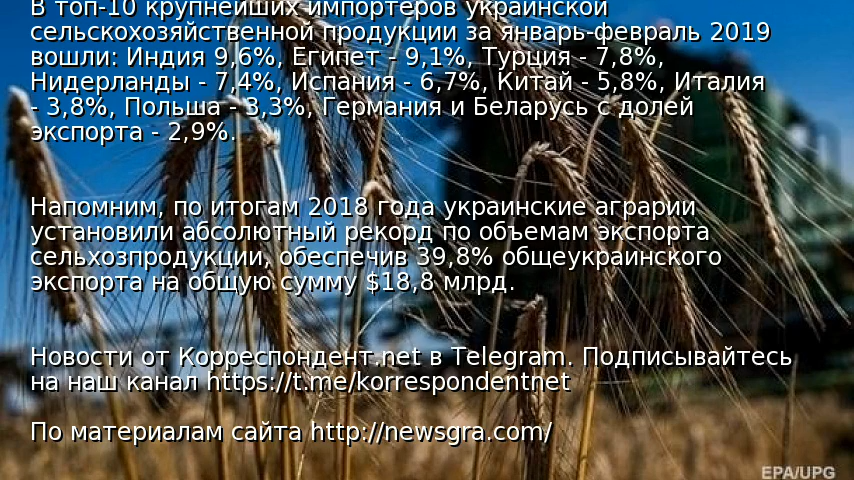 В топ-10 крупнейших импортеров украинской
сельскохозяйственной продукции за январь-февраль 2019
вошли: Индия 9,6%, Египет - 9,1%, Турция - 7,8%,
Нидерланды - 7,4%, Испания - 6,7%, Китай - 5,8%, Италия
- 3,8%, Польша - 3,3%, Германия и Беларусь с долей
экспорта - 2,9%.
Напомним, по итогам 2018 года украинские аграрии
установили абсолютный рекорд по объемам экспорта
сельхозпродукции, обеспечив 39,8% общеукраинского
экспорта на общую сумму $18,8 млрд.
Новости от Корреспондент.net в Telegram. Подписывайтесь
на наш канал https://t.me/korrespondentnet
По материалам сайта http://newsgra.com/
EPA/UPG